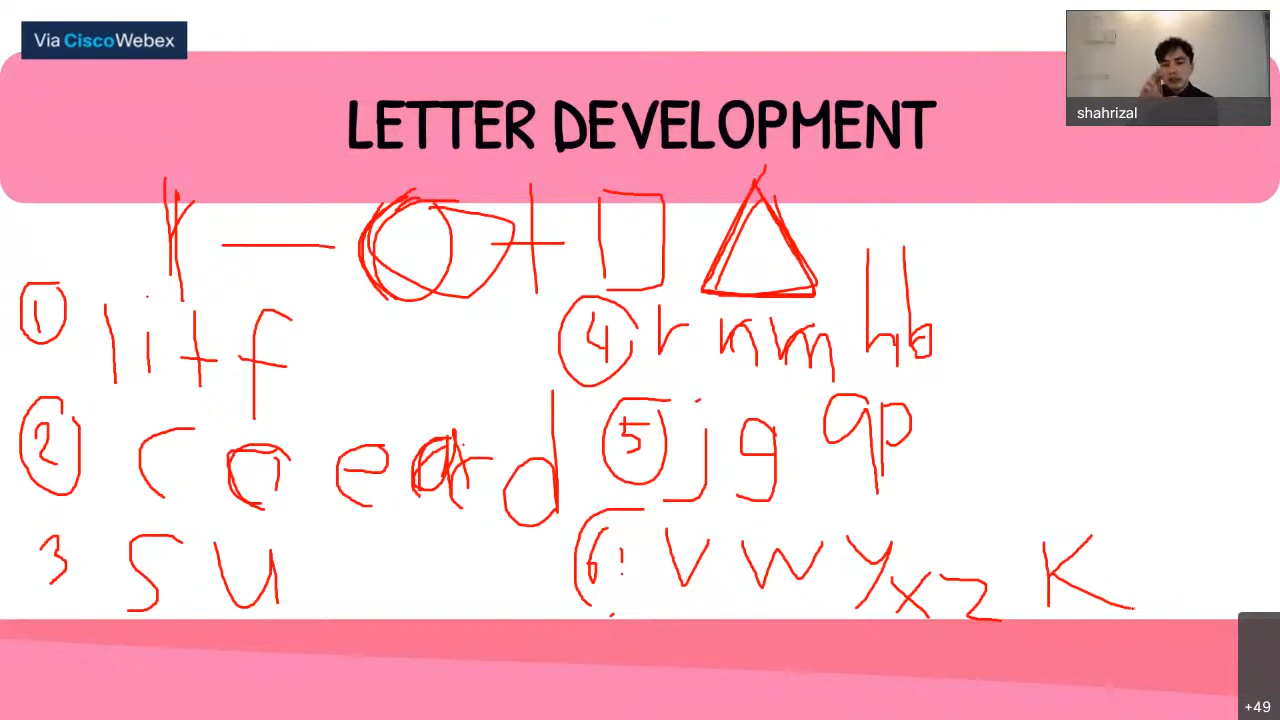 Via Cisco Webex
shahrizal
LETTER DEVELOPMENT
1 l i t f
2 c o e a d
3 S U
4 r n m h b
5 j g q p
6 V W Y X Z K
+49